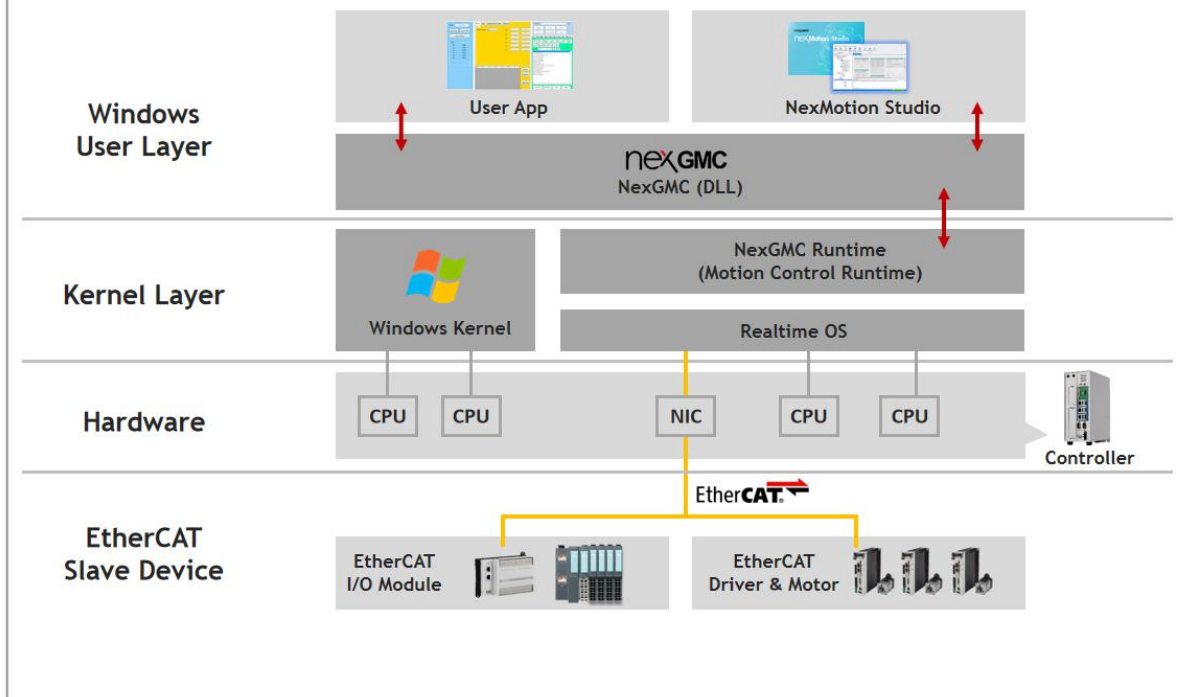 Windows
User Layer
User App
NexMotion Studio
nexGMC
NexGMC (DLL)
Kernel Layer
Windows Kernel
NexGMC Runtime
(Motion Control Runtime)
Realtime OS
Hardware
CPU
CPU
NIC
CPU
CPU
Controller
EtherCAT
EtherCAT
Slave Device
EtherCAT
I/O Module
EtherCAT
Driver & Motor